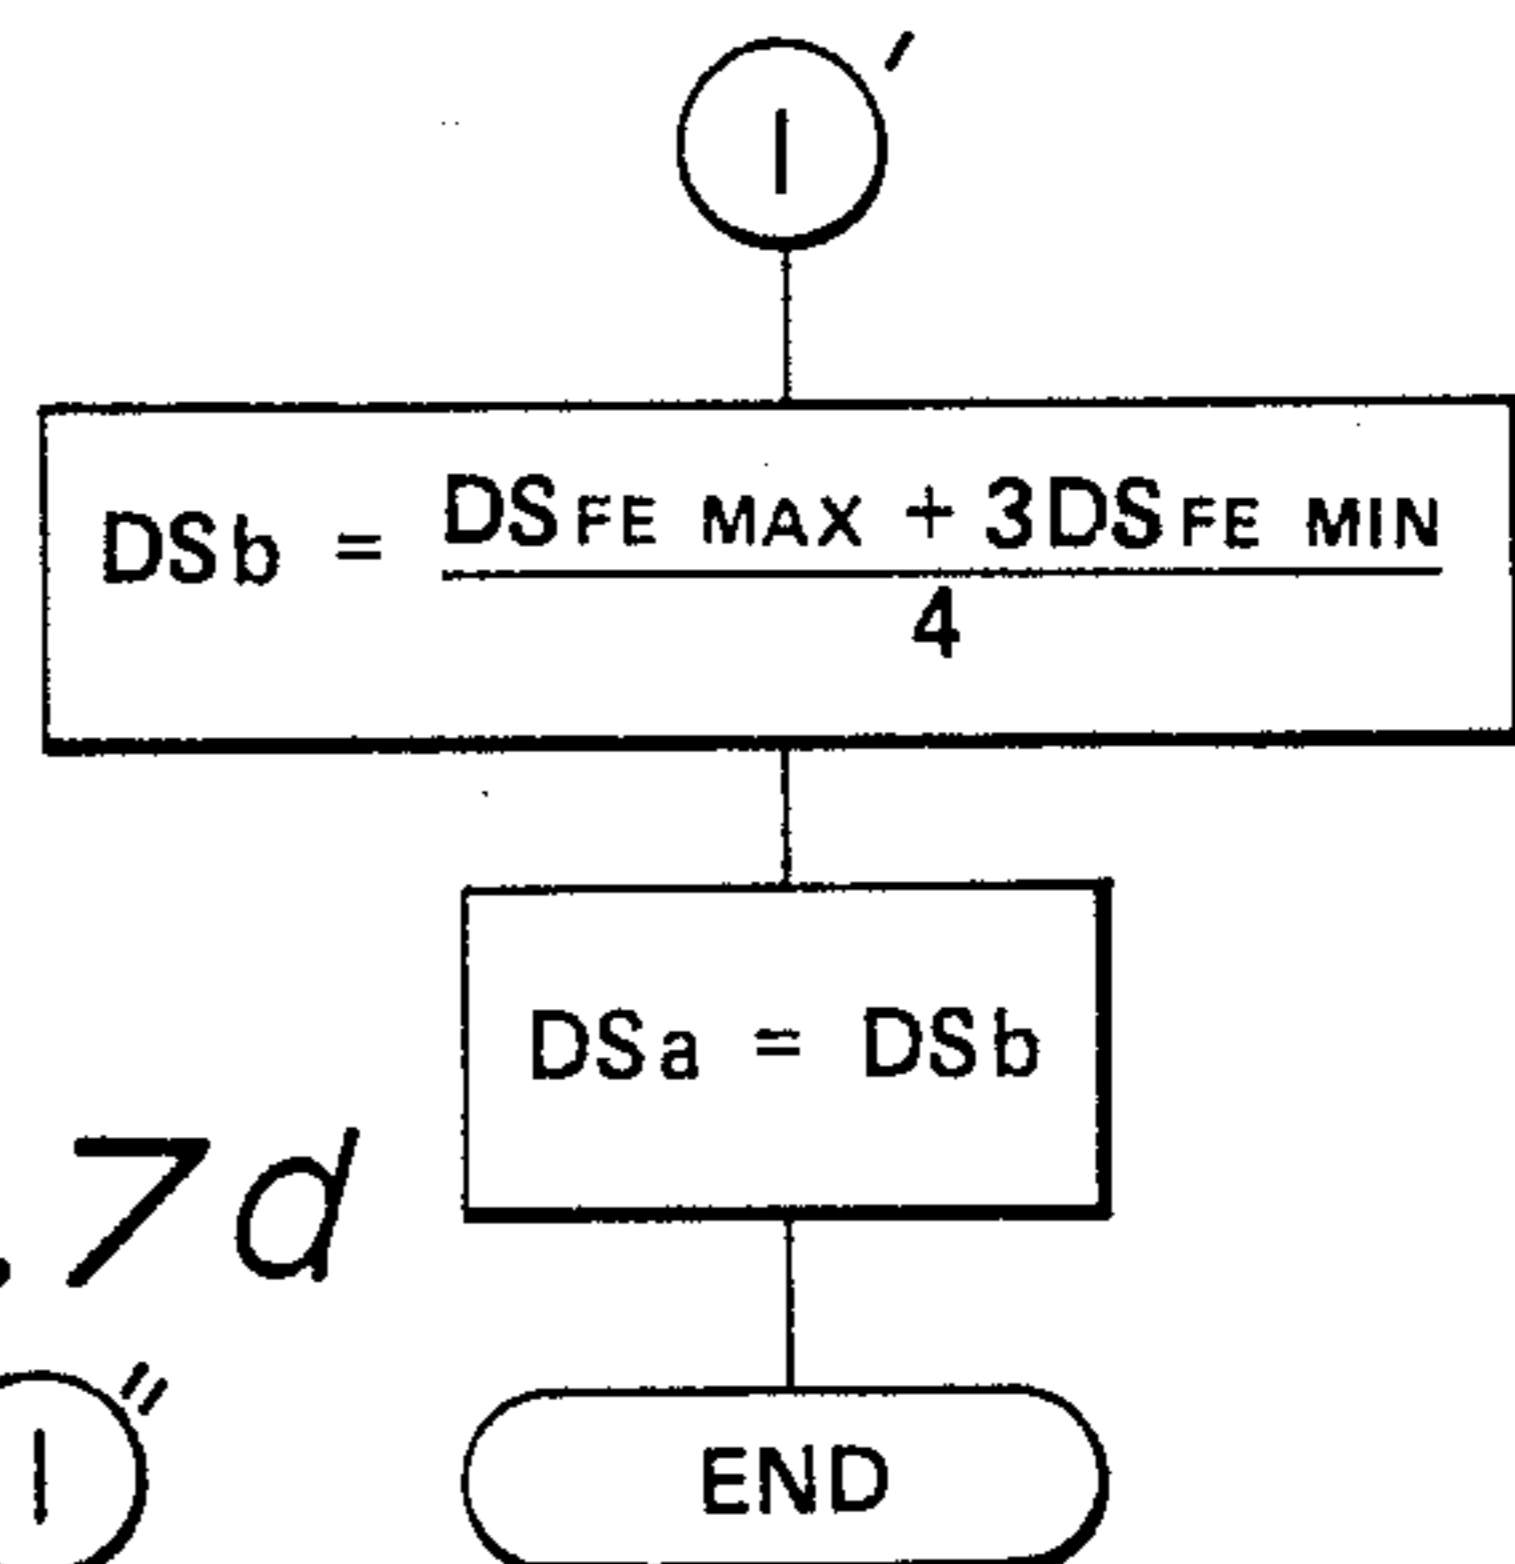 1′
DSb = DSFE MAX + 3DSFE MIN
4
DSa = DSb
.7d
1″
END